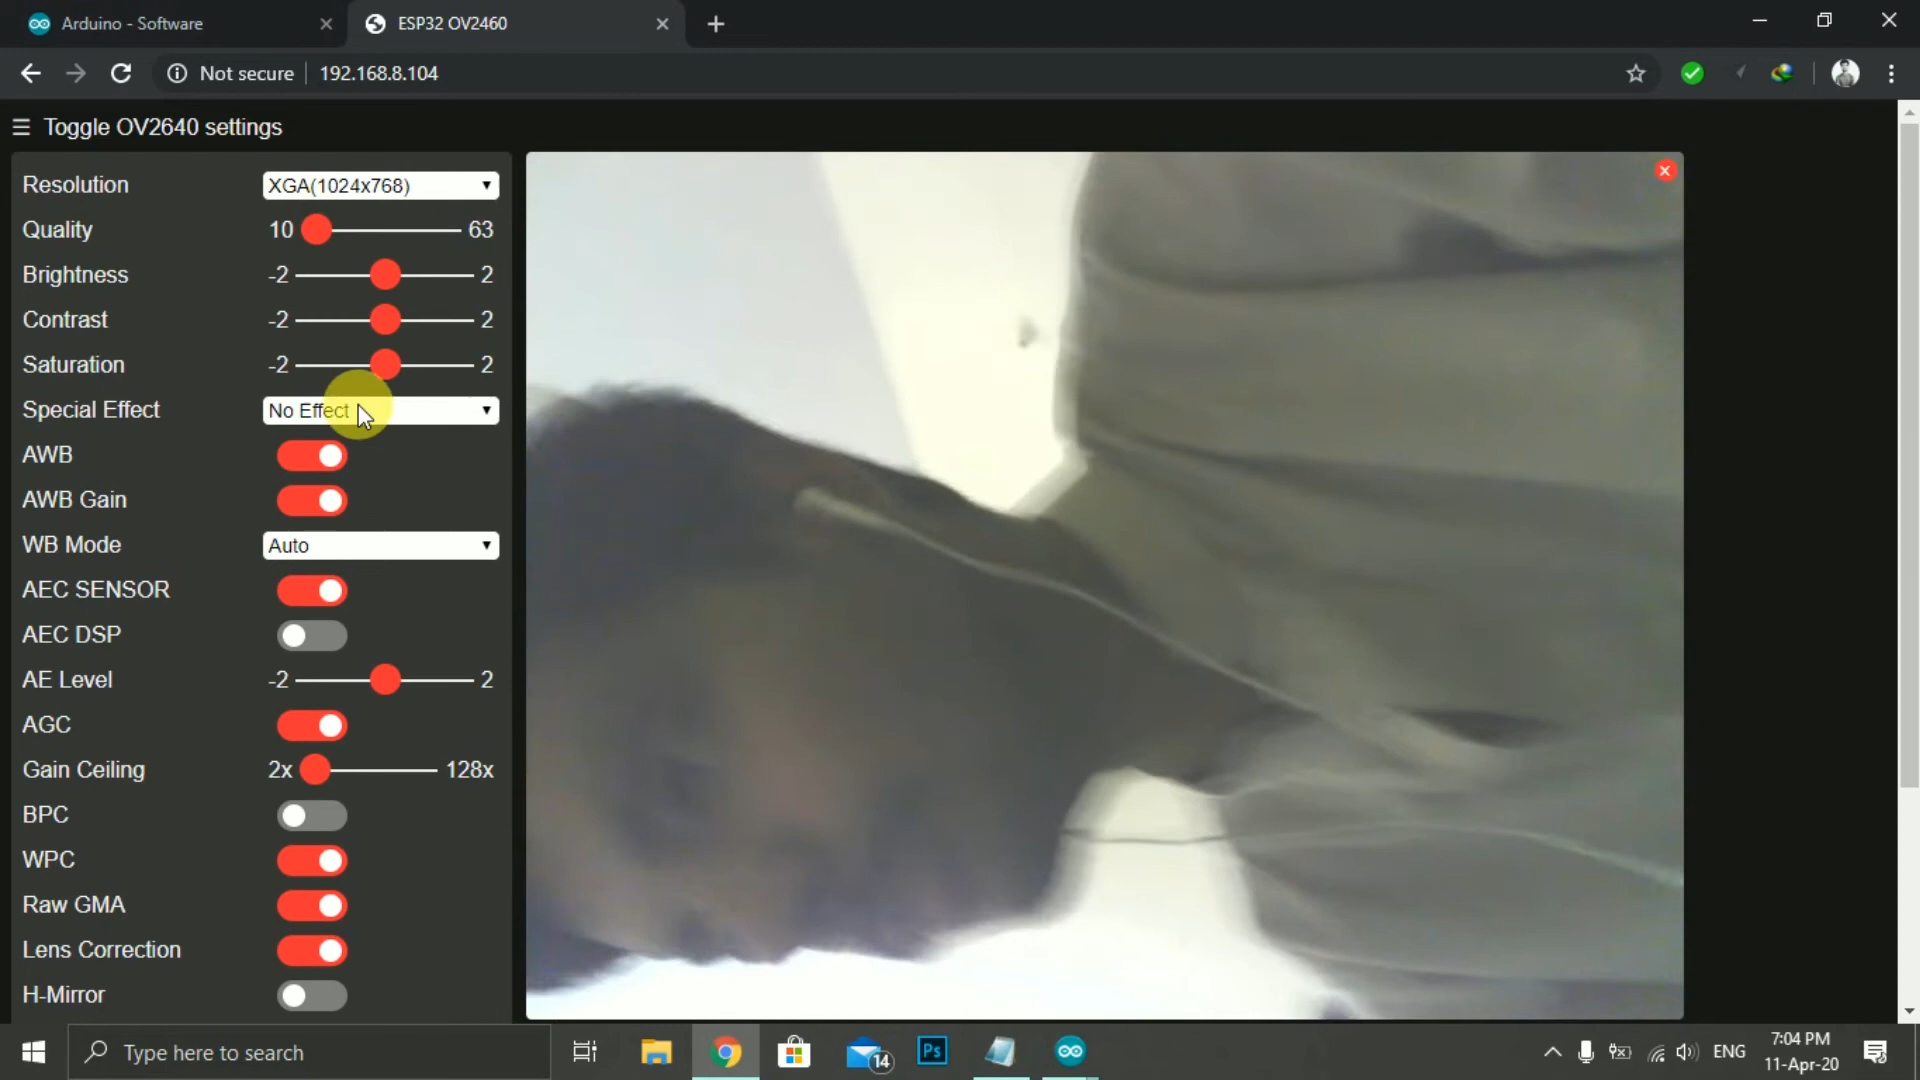 Arduino - Software
ESP32 OV2460
Not secure 192.168.8.104
Toggle OV2640 settings
Resolution XGA(1024x768)
Quality 10 63
Brightness -2 2
Contrast -2 2
Saturation -2 2
Special Effect No Effect
AWB
AWB Gain
WB Mode Auto
AEC SENSOR
AEC DSP
AE Level -2 2
AGC
Gain Ceiling 2x 128x
BPC
WPC
Raw GMA
Lens Correction
H-Mirror
Type here to search
14
Ps
ENG
7:04 PM
11-Apr-20